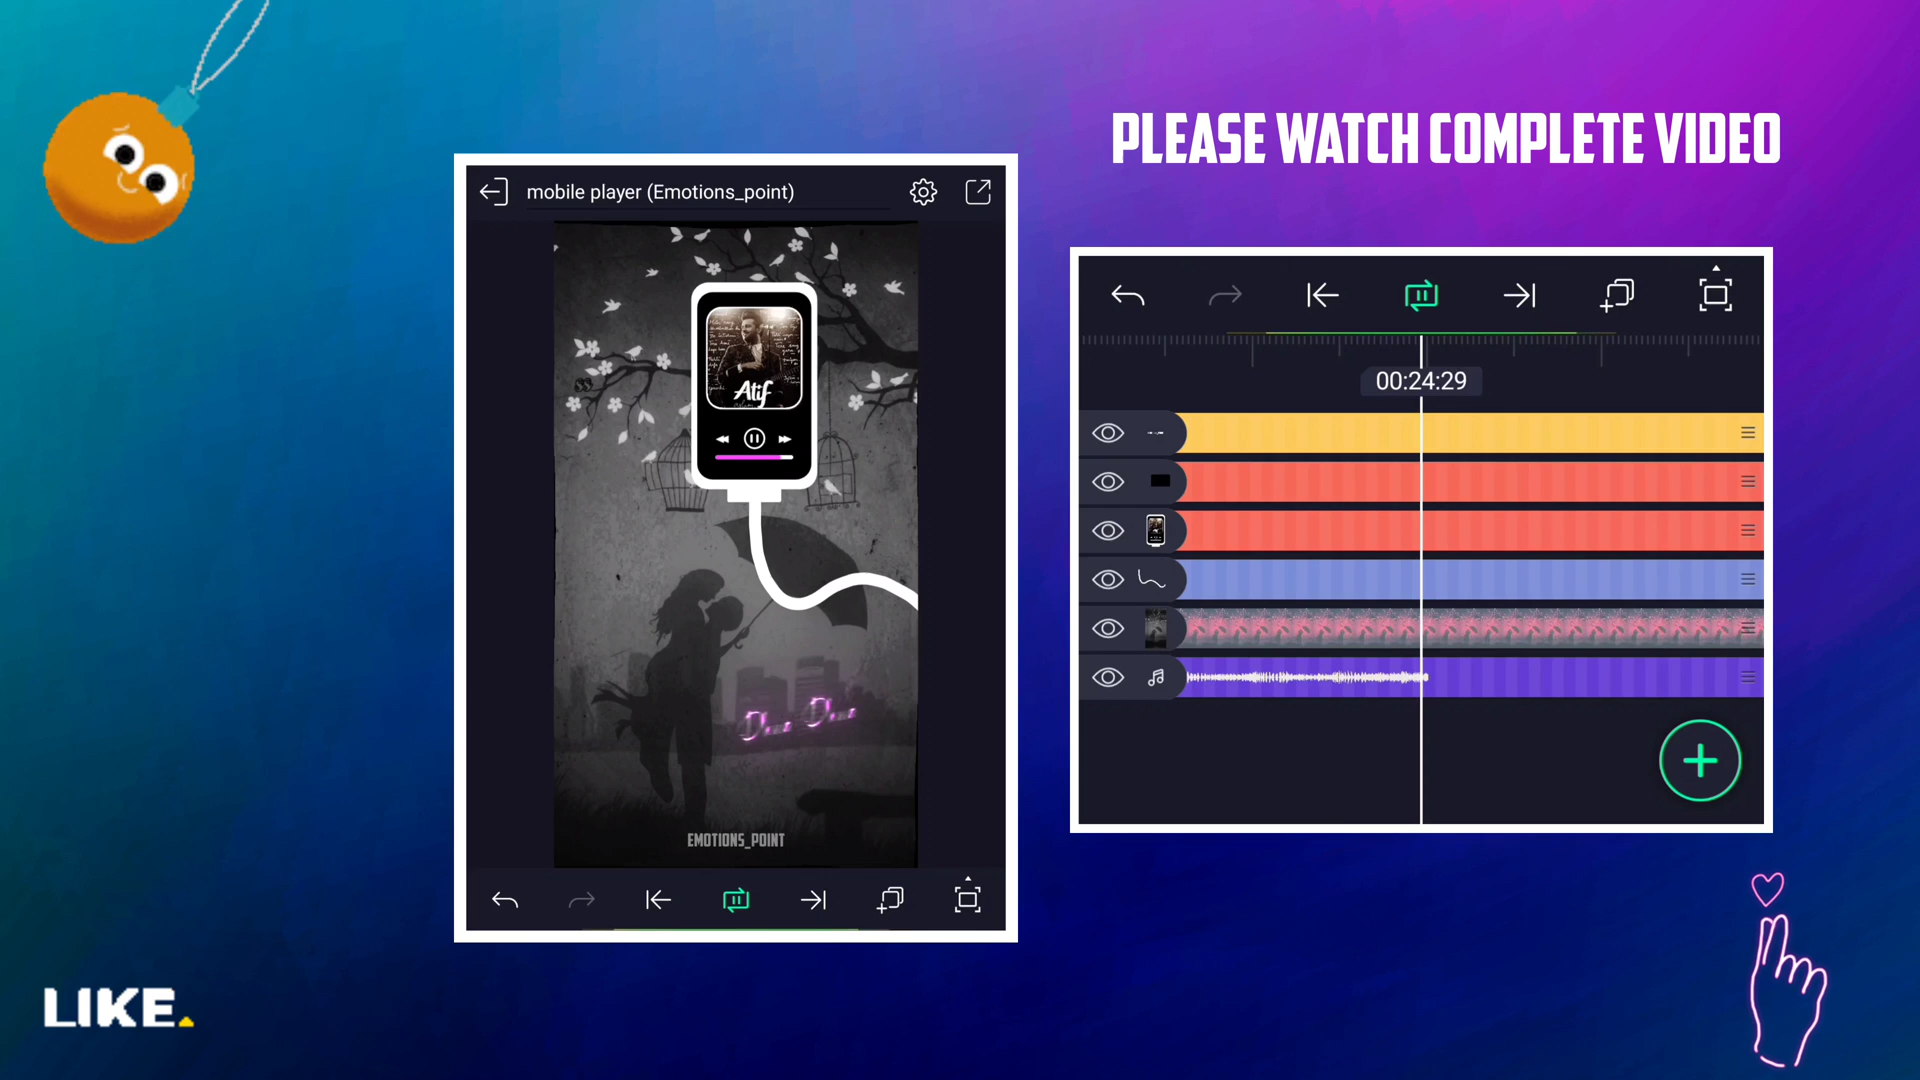 PLEASE WATCH COMPLETE VIDEO
mobile player (Emotions_point)
Atif
EMOTIONS_POINT
00:24:29
LIKE.